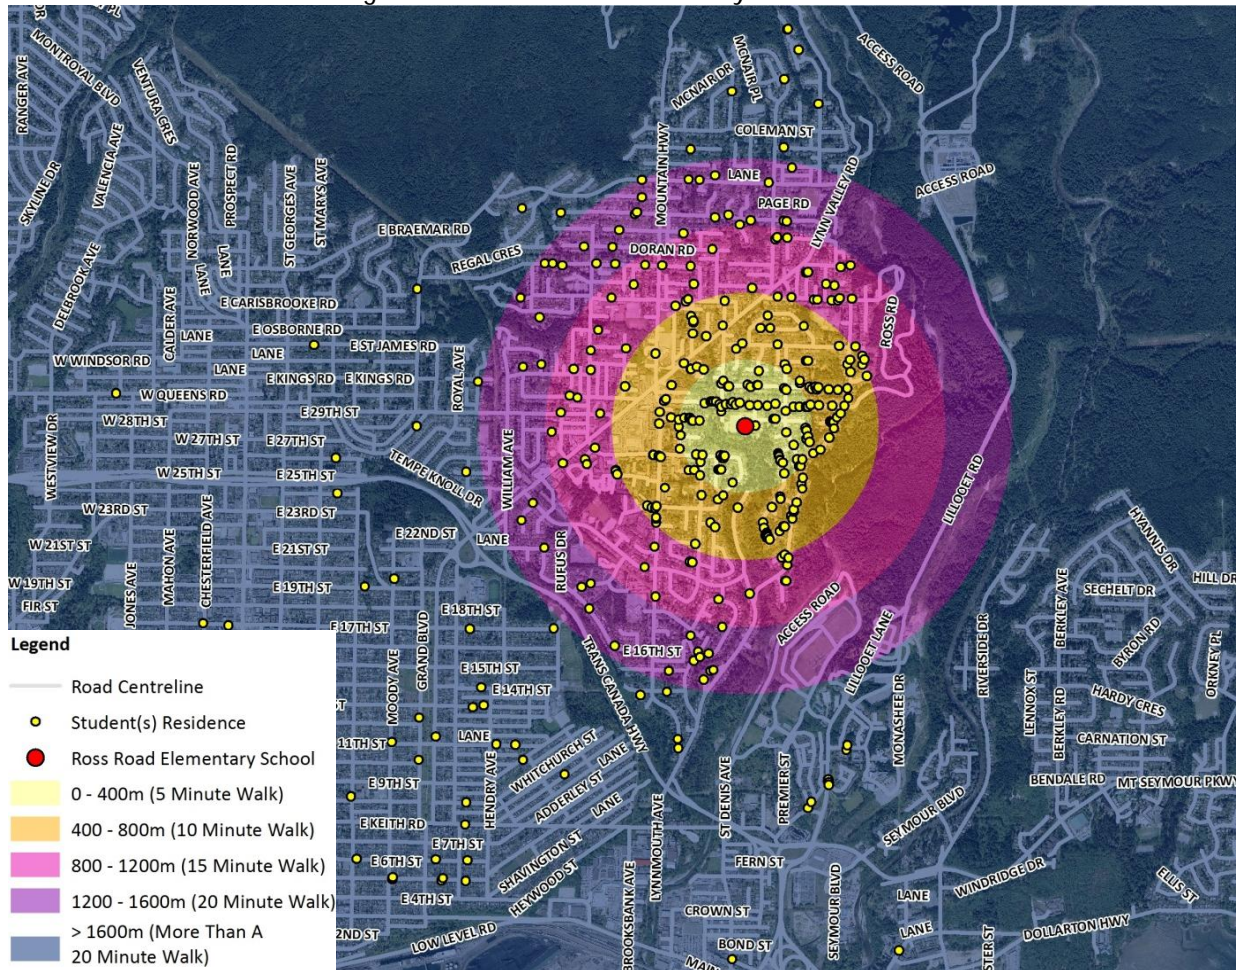 RANGER AVE
MONTROYAL BLVD
VENTURA CRES
SKYLINE DR
VALENCIA AVE
DELBROOK AVE
NORWOOD AVE
PROSPECT RD
LANE
LANE
ST GEORGES AVE
ST MARYS AVE
E BRAEMAR RD
REGAL CRES
MCNAIR DR
MCNAIR PL
ACCESS ROAD
COLEMAN ST
MOUNTAIN HWY
LANE
PAGE RD
LYNN VALLEY RD
ACCESS ROAD
DORAN RD
ROSS RD
CALDER AVE
LANE
E CARISBROOKE RD
E OSBORNE RD
LANE
E ST JAMES RD
W WINDSOR RD
LANE
E KINGS RD
E KINGS RD
ROYAL AVE
W QUEENS RD
W 28TH ST
E 29TH ST
W 27TH ST
E 27TH ST
WESTVIEW DR
W 25TH ST
E 25TH ST
TEMPE KNOLL DR
WILLIAM AVE
W 23RD ST
E 23RD ST
W 21ST ST
E 21ST ST
E 22ND ST
LANE
RUFUS DR
LILLOOET RD
W 19TH ST
E 19TH ST
FIR ST
JONES AVE
MAHON AVE
CHESTERFIELD AVE
E 18TH ST
E 17TH ST
E 16TH ST
E 15TH ST
E 14TH ST
MOODY AVE
GRAND BLVD
TRANS CANADA HWY
ACCESS ROAD
LILLOOET LANE
MONASHEE DR
RIVERSIDE DR
LENNOX ST
BERKLEY AVE
BERKLEY RD
HYANNIS DR
HILL DR
SECHELT DR
BYRON RD
ORKNEY PL
HARDY CRES
CARNATION ST
BENDALE RD
MT SEYMOUR PKWY
11TH ST
LANE
HENDRY AVE
WHITCHURCH ST
LANE
ADDERLEY ST
LANE
E 9TH ST
E KEITH RD
E 7TH ST
E 6TH ST
E 4TH ST
SHAVINGTON ST
HEYWOOD ST
LOW LEVEL RD
BROOKSBANK AVE
LYNNMOUTH AVE
ST DENIS AVE
PREMIER ST
SEYMOUR BLVD
SEYMOUR BLVD
FERN ST
CROWN ST
BOND ST
WINDRIDGE DR
LANE
LANE
DOLLARTON HWY
ELLIS ST
Legend
Road Centreline
Student(s) Residence
Ross Road Elementary School
0 - 400m (5 Minute Walk)
400 - 800m (10 Minute Walk)
800 - 1200m (15 Minute Walk)
1200 - 1600m (20 Minute Walk)
> 1600m (More Than A
20 Minute Walk)